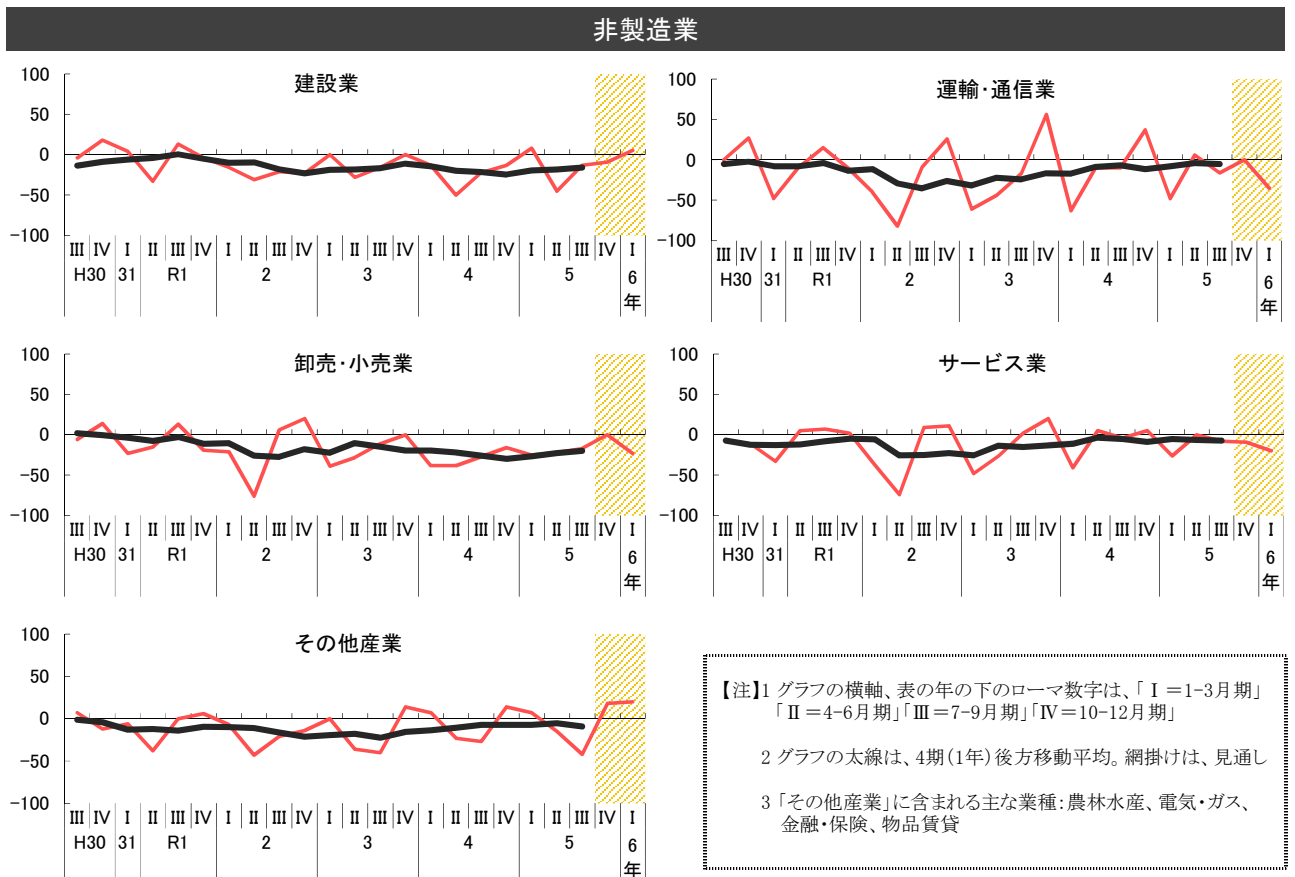 非製造業
建設業
100
50
0
−50
−100
Ⅲ Ⅳ Ⅰ Ⅱ Ⅲ Ⅳ Ⅰ Ⅱ Ⅲ Ⅳ Ⅰ Ⅱ Ⅲ Ⅳ Ⅰ Ⅱ Ⅲ Ⅳ Ⅰ Ⅱ Ⅲ Ⅳ Ⅰ
H30 31 R1 2 3 4 5 6
年
運輸・通信業
100
50
0
−50
−100
Ⅲ Ⅳ Ⅰ Ⅱ Ⅲ Ⅳ Ⅰ Ⅱ Ⅲ Ⅳ Ⅰ Ⅱ Ⅲ Ⅳ Ⅰ Ⅱ Ⅲ Ⅳ Ⅰ Ⅱ Ⅲ Ⅳ Ⅰ
H30 31 R1 2 3 4 5 6
年
卸売・小売業
100
50
0
−50
−100
Ⅲ Ⅳ Ⅰ Ⅱ Ⅲ Ⅳ Ⅰ Ⅱ Ⅲ Ⅳ Ⅰ Ⅱ Ⅲ Ⅳ Ⅰ Ⅱ Ⅲ Ⅳ Ⅰ Ⅱ Ⅲ Ⅳ Ⅰ
H30 31 R1 2 3 4 5 6
年
サービス業
100
50
0
−50
−100
Ⅲ Ⅳ Ⅰ Ⅱ Ⅲ Ⅳ Ⅰ Ⅱ Ⅲ Ⅳ Ⅰ Ⅱ Ⅲ Ⅳ Ⅰ Ⅱ Ⅲ Ⅳ Ⅰ Ⅱ Ⅲ Ⅳ Ⅰ
H30 31 R1 2 3 4 5 6
年
その他産業
100
50
0
−50
−100
Ⅲ Ⅳ Ⅰ Ⅱ Ⅲ Ⅳ Ⅰ Ⅱ Ⅲ Ⅳ Ⅰ Ⅱ Ⅲ Ⅳ Ⅰ Ⅱ Ⅲ Ⅳ Ⅰ Ⅱ Ⅲ Ⅳ Ⅰ
H30 31 R1 2 3 4 5 6
年
【注】1 グラフの横軸、表の年の下のローマ数字は、「Ⅰ=1-3月期」
「Ⅱ=4-6月期」「Ⅲ=7-9月期」「Ⅳ=10-12月期」
2 グラフの太線は、4期(1年)後方移動平均。網掛けは、見通し
3 「その他産業」に含まれる主な業種:農林水産、電気・ガス、
金融・保険、物品賃貸